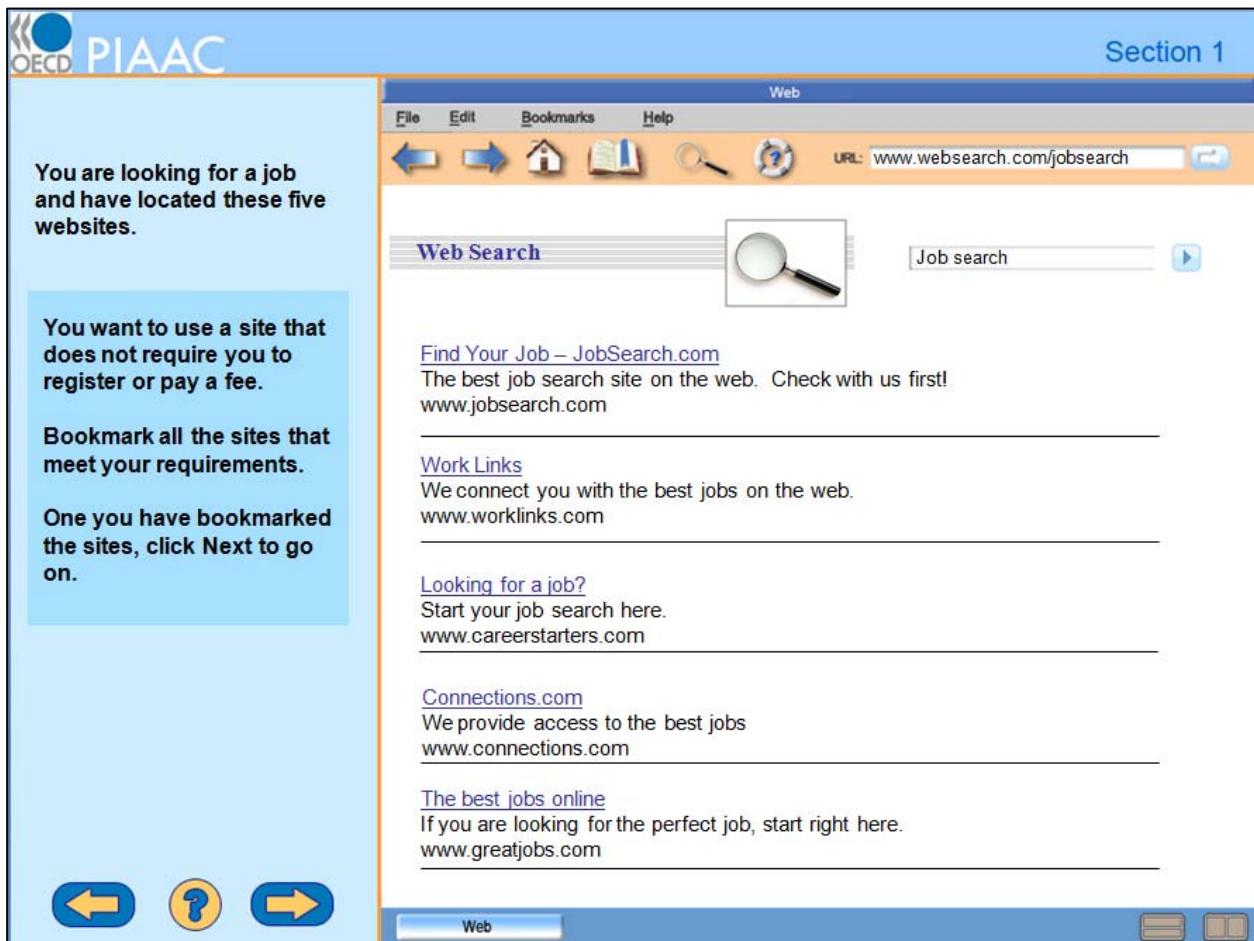 OECD PIAAC
Section 1
You are looking for a job
and have located these five
websites.
You want to use a site that
does not require you to
register or pay a fee.
Bookmark all the sites that
meet your requirements.
One you have bookmarked
the sites, click Next to go
on.
?
Web
File Edit Bookmarks Help
? URL: www.websearch.com/jobsearch
Web Search
Job search
Find Your Job – JobSearch.com
The best job search site on the web. Check with us first!
www.jobsearch.com
Work Links
We connect you with the best jobs on the web.
www.worklinks.com
Looking for a job?
Start your job search here.
www.careerstarters.com
Connections.com
We provide access to the best jobs
www.connections.com
The best jobs online
If you are looking for the perfect job, start right here.
www.greatjobs.com
Web